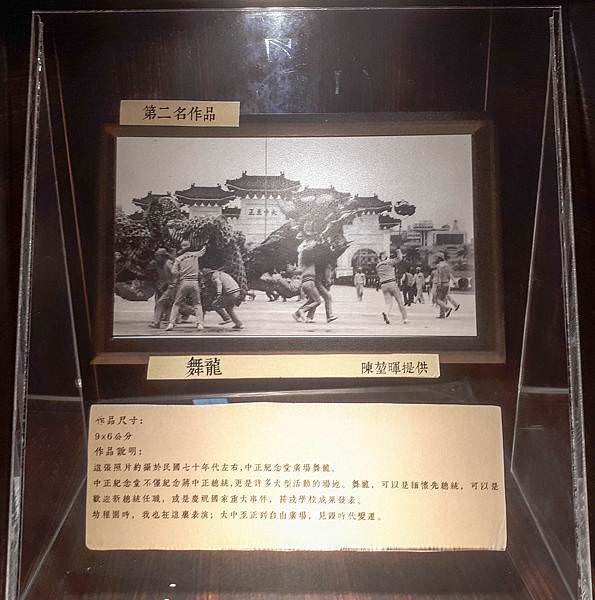 第二名作品
大中至正
舞龍
陳堃暉提供
作品尺寸:
9x6公分
作品說明:
這張照片約攝於民國七十年代左右,中正紀念堂廣場舞龍。
中正紀念堂不僅紀念蔣中正總統,更是許多大型活動的場地。舞龍,可以是緬懷先總統,可以是
歡迎新總統任職,或是慶祝國家重大事件,甚或學校成果發表。
幼稚園時,我也在這裏表演;大中至正到自由廣場,見證時代變遷。